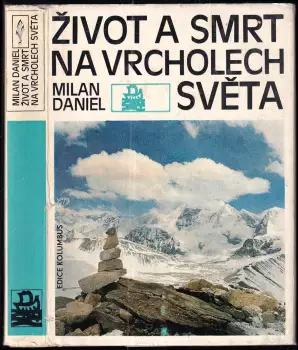 MILAN DANIEL
ŽIVOT A SMRT
NA VRCHOLECH SVĚTA
ŽIVOT A SMRT
NA VRCHOLECH
MILAN
DANIEL
SVĚTA
EDICE KOLUMBUS